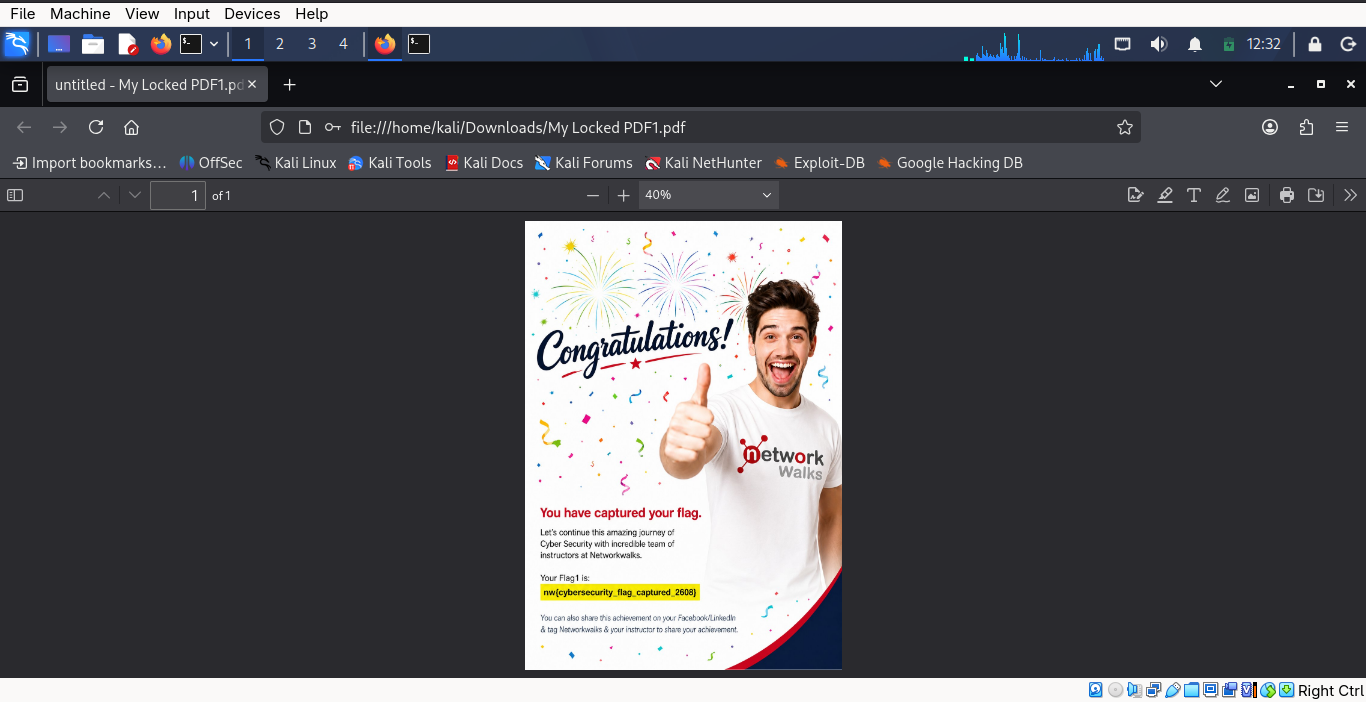 File Machine View Input Devices Help
1 2 3 4 12:32
untitled - My Locked PDF1.pd
file:///home/kali/Downloads/My Locked PDF1.pdf
Import bookmarks... OffSec Kali Linux Kali Tools Kali Docs Kali Forums Kali NetHunter Exploit-DB Google Hacking DB
1 of 1 40%
Congratulations!
network
Walks
You have captured your flag.
Let's continue this amazing journey of
Cyber Security with incredible team of
instructors at Networkwalks.
Your Flag1 is:
nw{cybersecurity_flag_captured_2608}
You can also share this achievement on your Facebook/LinkedIn
& tag Networkwalks & your instructor to share your achievement.
Right Ctrl